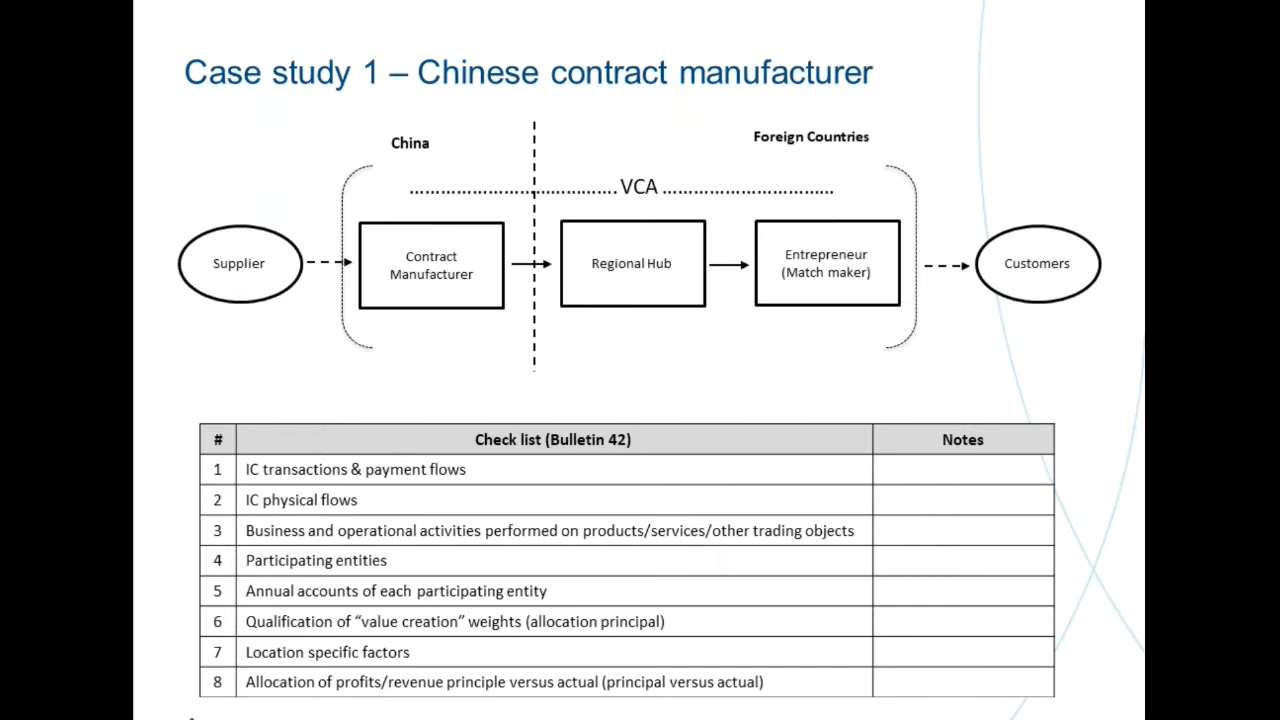 Case study 1 – Chinese contract manufacturer
China
Foreign Countries
........................................VCA ................................
Supplier
Contract
Manufacturer
Regional Hub
Entrepreneur
(Match maker)
Customers
# Check list (Bulletin 42) Notes
1 IC transactions & payment flows
2 IC physical flows
3 Business and operational activities performed on products/services/other trading objects
4 Participating entities
5 Annual accounts of each participating entity
6 Qualification of “value creation” weights (allocation principal)
7 Location specific factors
8 Allocation of profits/revenue principle versus actual (principal versus actual)